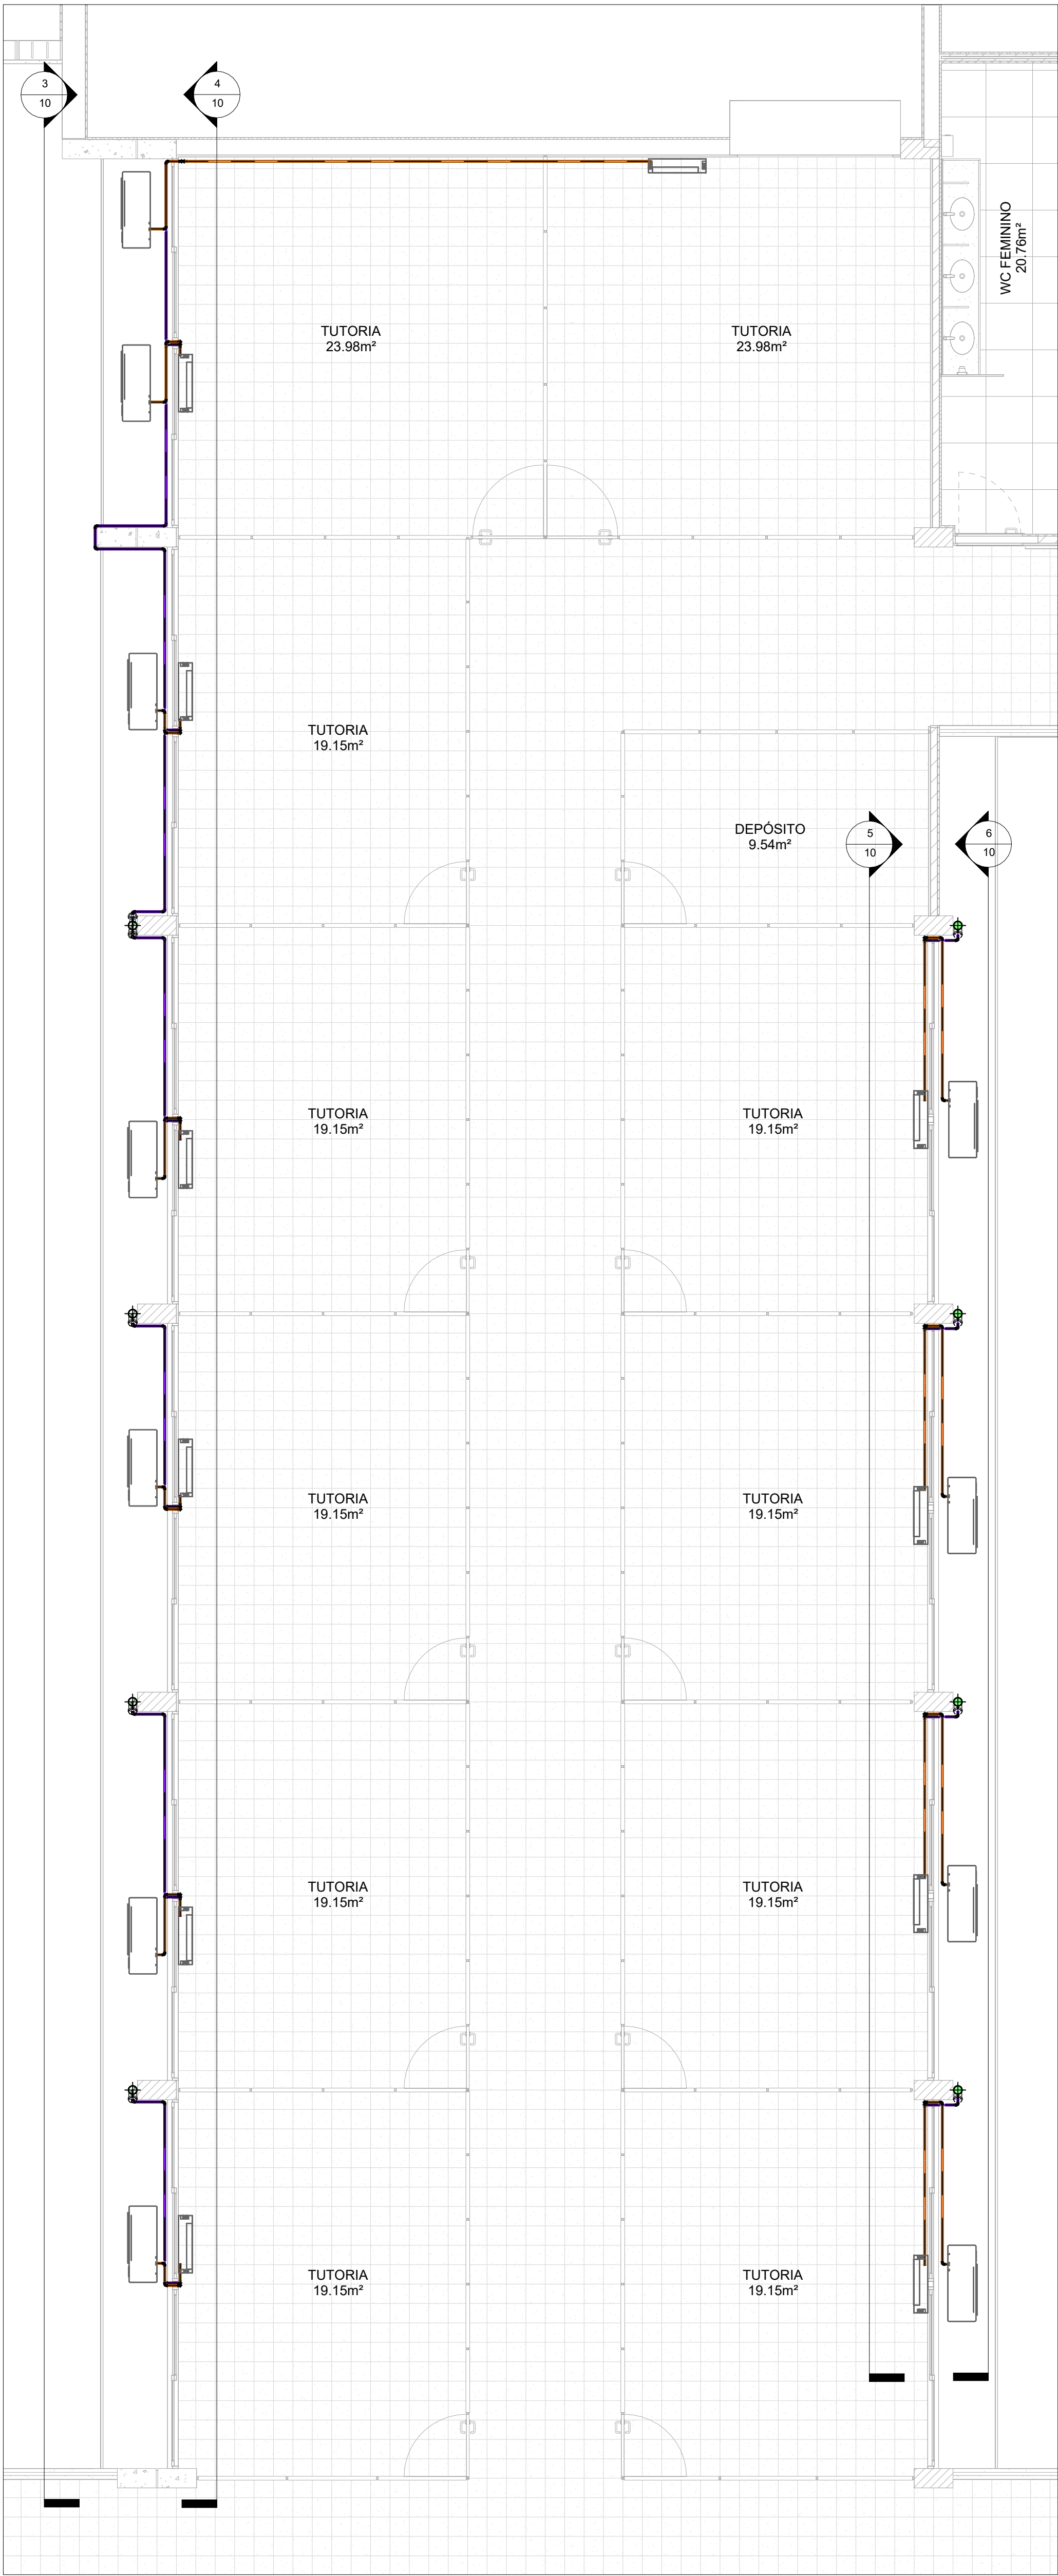 3
10
4
10
WC FEMININO
20.76m²
TUTORIA
23.98m²
TUTORIA
23.98m²
TUTORIA
19.15m²
DEPÓSITO
9.54m²
5
10
6
10
TUTORIA
19.15m²
TUTORIA
19.15m²
TUTORIA
19.15m²
TUTORIA
19.15m²
TUTORIA
19.15m²
TUTORIA
19.15m²
TUTORIA
19.15m²
TUTORIA
19.15m²